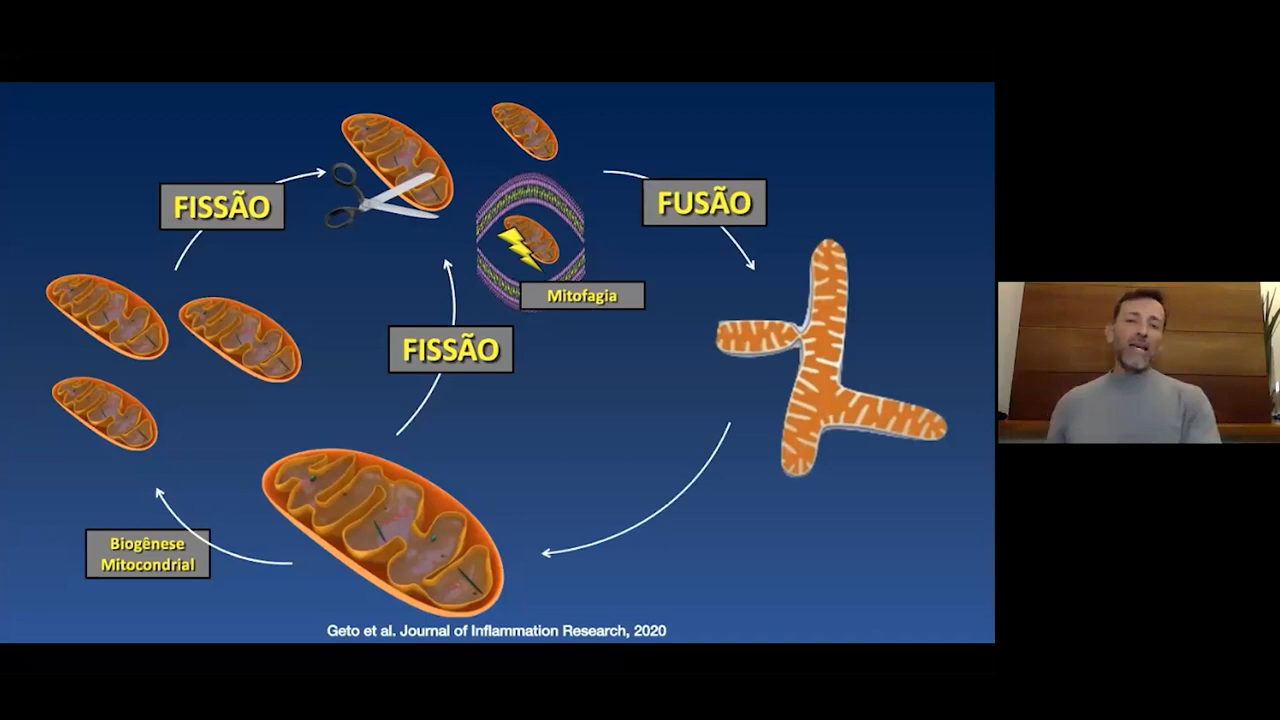 FISSÃO
FUSÃO
Mitofagia
FISSÃO
Biogênese
Mitocondrial
Geto et al. Journal of Inflammation Research, 2020